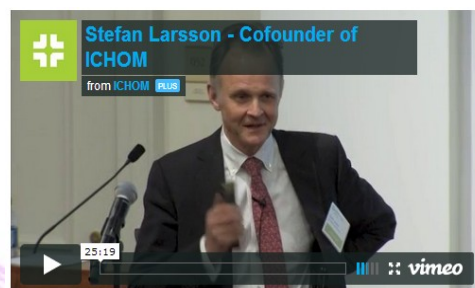 Stefan Larsson - Cofounder of
ICHOM
from ICHOM PLUS
25:19
vimeo